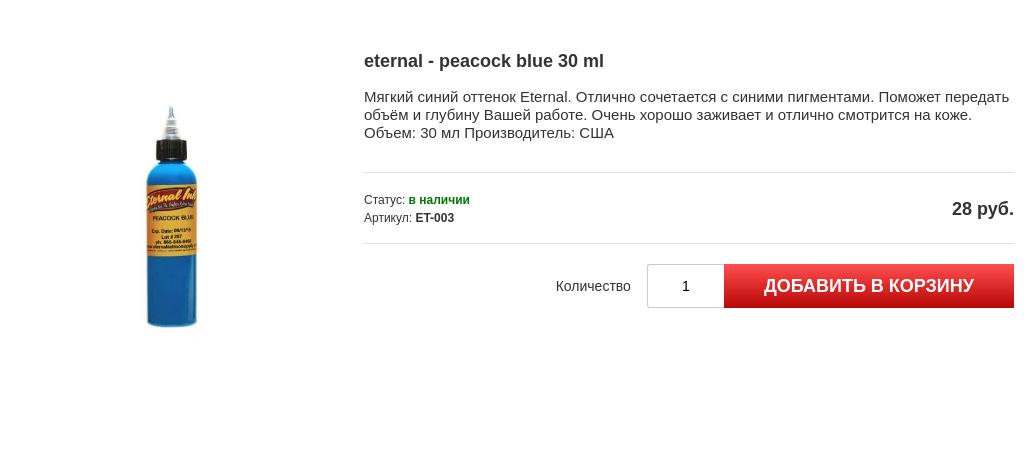 eternal - peacock blue 30 ml
Мягкий синий оттенок Eternal. Отлично сочетается с синими пигментами. Поможет передать
объём и глубину Вашей работе. Очень хорошо заживает и отлично смотрится на коже.
Объем: 30 мл Производитель: США
Eternal Ink
PEACOCK BLUE
Статус: в наличии
Артикул: ET-003
28 руб.
Количество
1
ДОБАВИТЬ В КОРЗИНУ